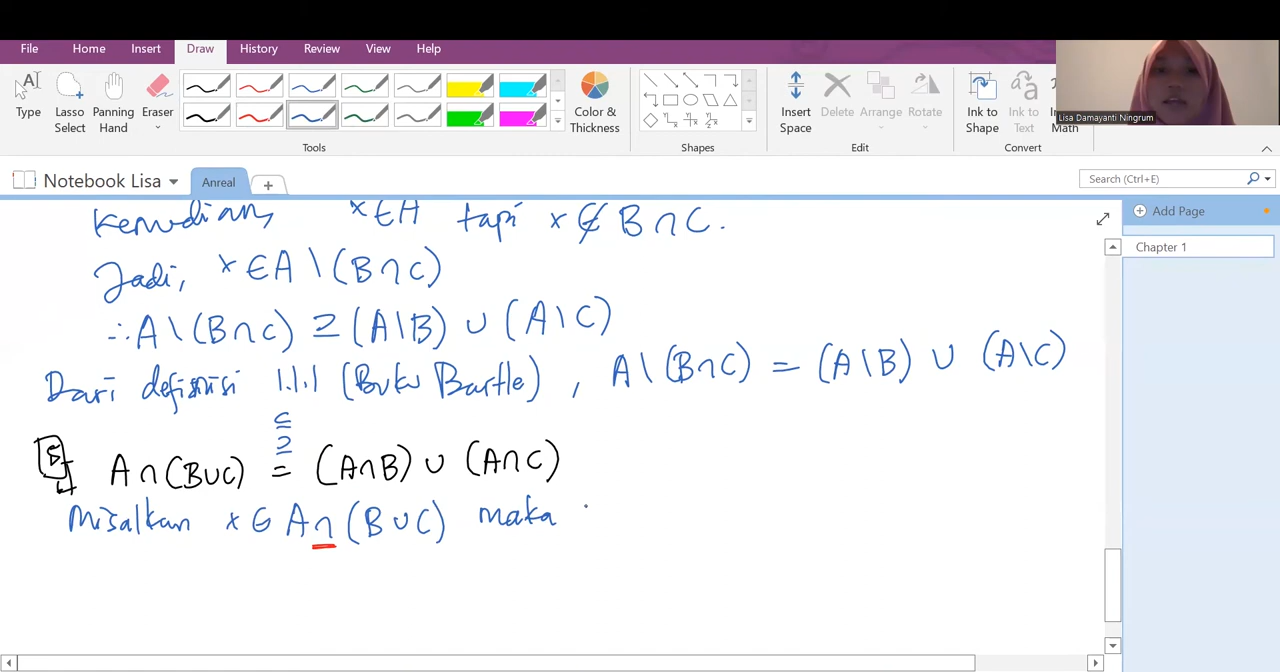 File Home Insert Draw History Review View Help
Type Lasso Select Panning Hand Eraser Color & Thickness Insert Space Delete Arrange Rotate Ink to Shape Ink to Text Math
Tools Shapes Edit Convert
Lisa Damayanti Ningrum
Notebook Lisa Anreal Search (Ctrl+E)
Add Page
Chapter 1
Kemudian, x ∈ A tapi x ∉ B ∩ C.
Jadi, x ∈ A \ (B ∩ C)
∴ A \ (B ∩ C) ⊇ (A \ B) ∪ (A \ C)
Dari definisi 1.1.1 (Buku Bartle), A \ (B ∩ C) = (A \ B) ∪ (A \ C)
⊆
⊇
A ∩ (B ∪ C) = (A ∩ B) ∪ (A ∩ C)
Misalkan x ∈ A ∩ (B ∪ C) maka